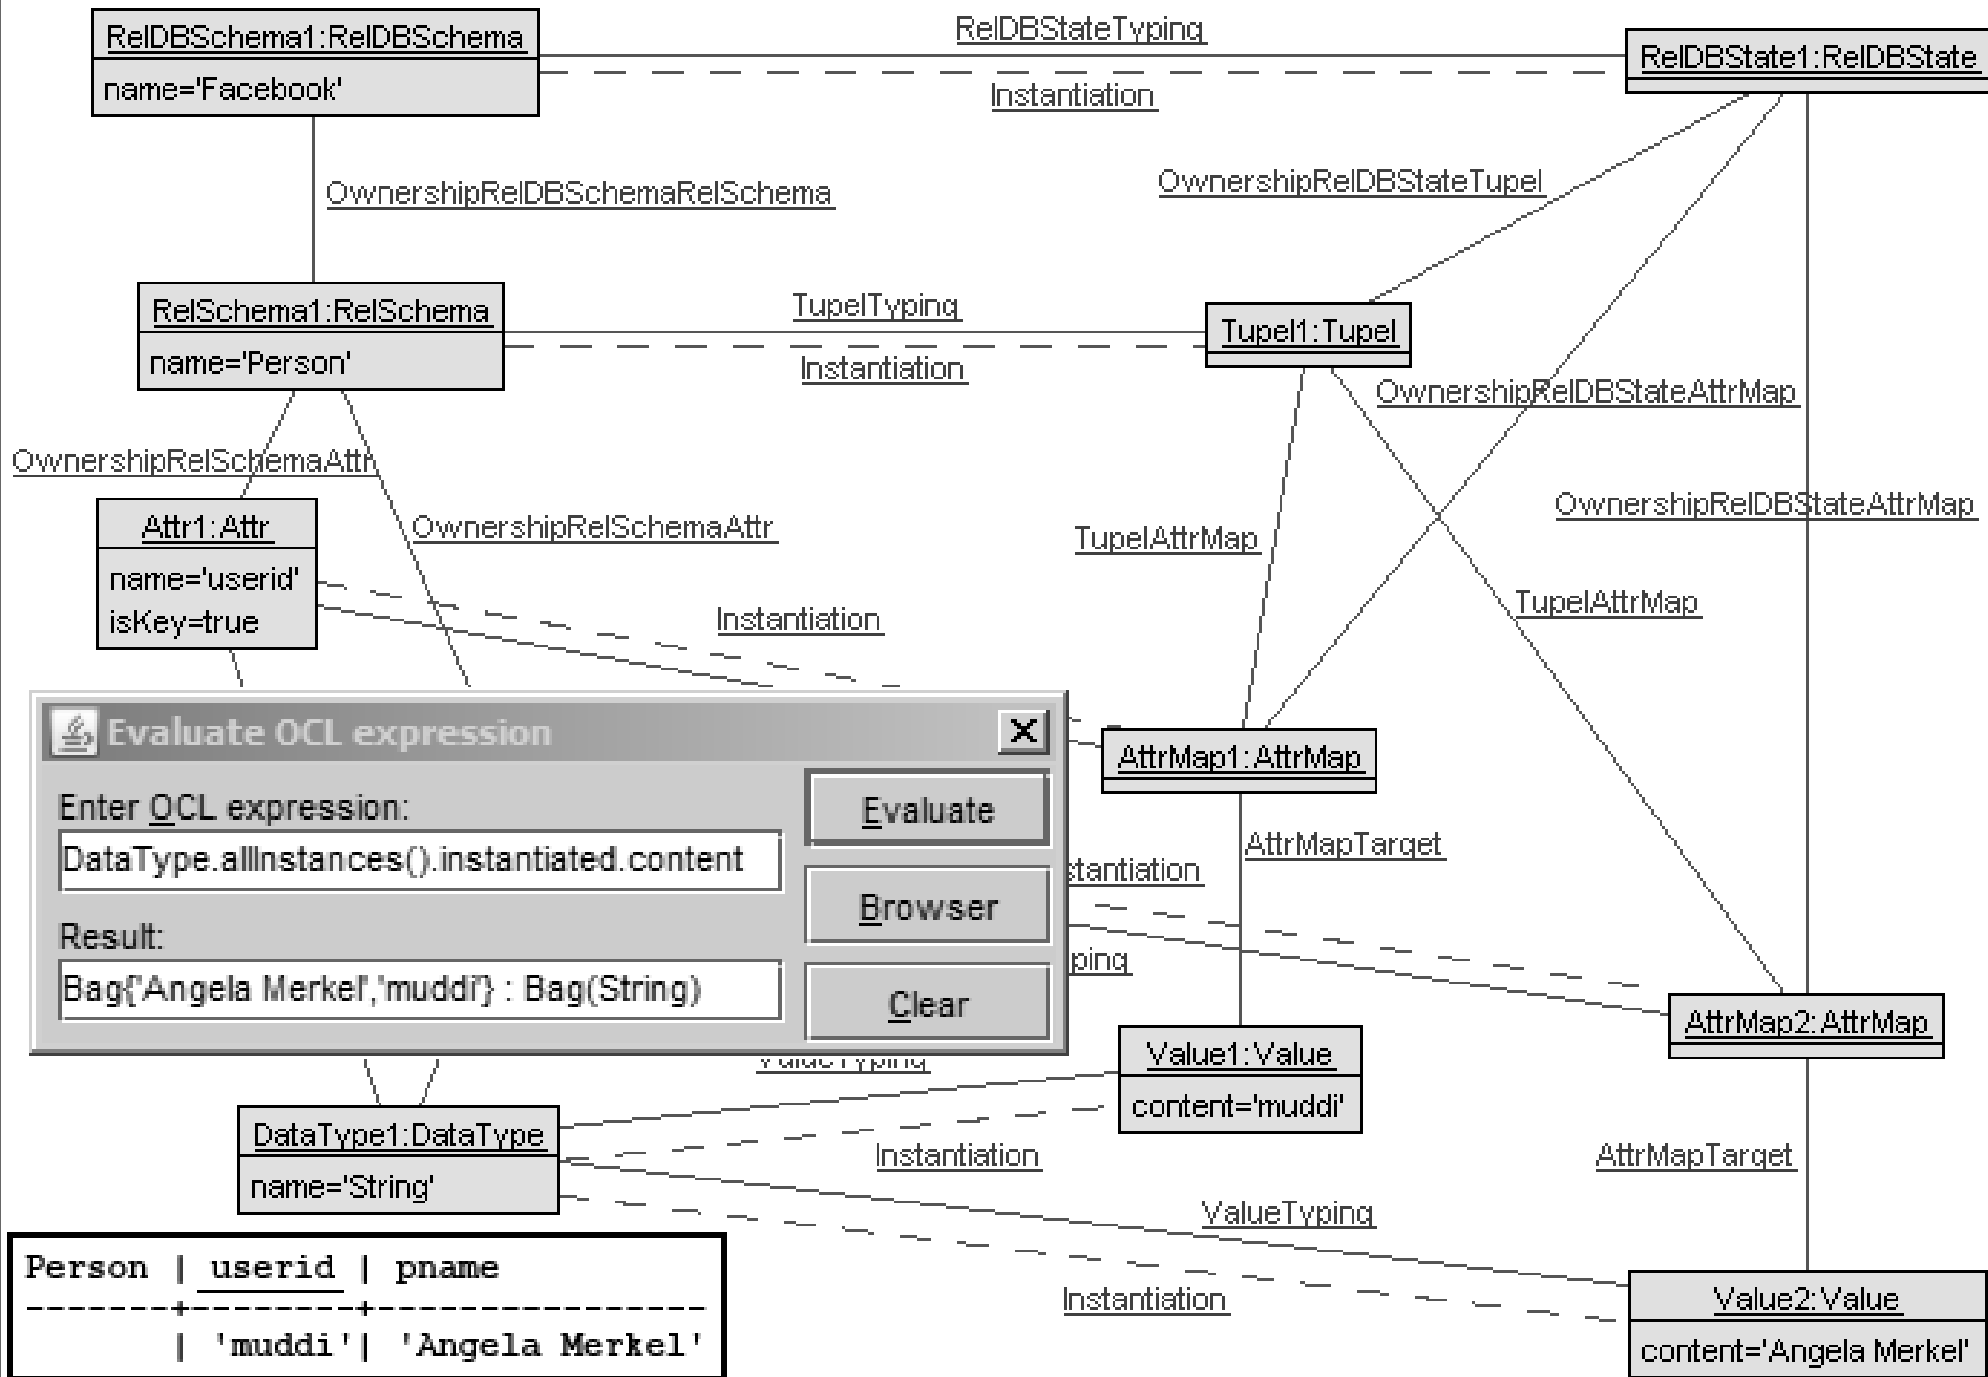 RelDBSchema1:RelDBSchema
name='Facebook'
RelDBStateTyping
Instantiation
RelDBState1:RelDBState
OwnershipRelDBSchemaRelSchema
OwnershipRelDBStateTupel
RelSchema1:RelSchema
name='Person'
TupelTyping
Instantiation
Tupel1:Tupel
OwnershipRelDBStateAttrMap
OwnershipRelSchemaAttr
OwnershipRelDBStateAttrMap
Attr1:Attr
name='userid'
isKey=true
OwnershipRelSchemaAttr
TupelAttrMap
TupelAttrMap
Instantiation
Evaluate OCL expression
Enter OCL expression:
DataType.allInstances().instantiated.content
Result:
Bag{'Angela Merkel','muddi'} : Bag(String)
Evaluate
Browser
Clear
AttrMap1:AttrMap
AttrMapTarget
stantiation
ping
AttrMap2:AttrMap
ValueTyping
Value1:Value
content='muddi'
DataType1:DataType
name='String'
Instantiation
AttrMapTarget
ValueTyping
Instantiation
Value2:Value
content='Angela Merkel'
Person | userid | pname
-------+--------+----------------
| 'muddi'| 'Angela Merkel'